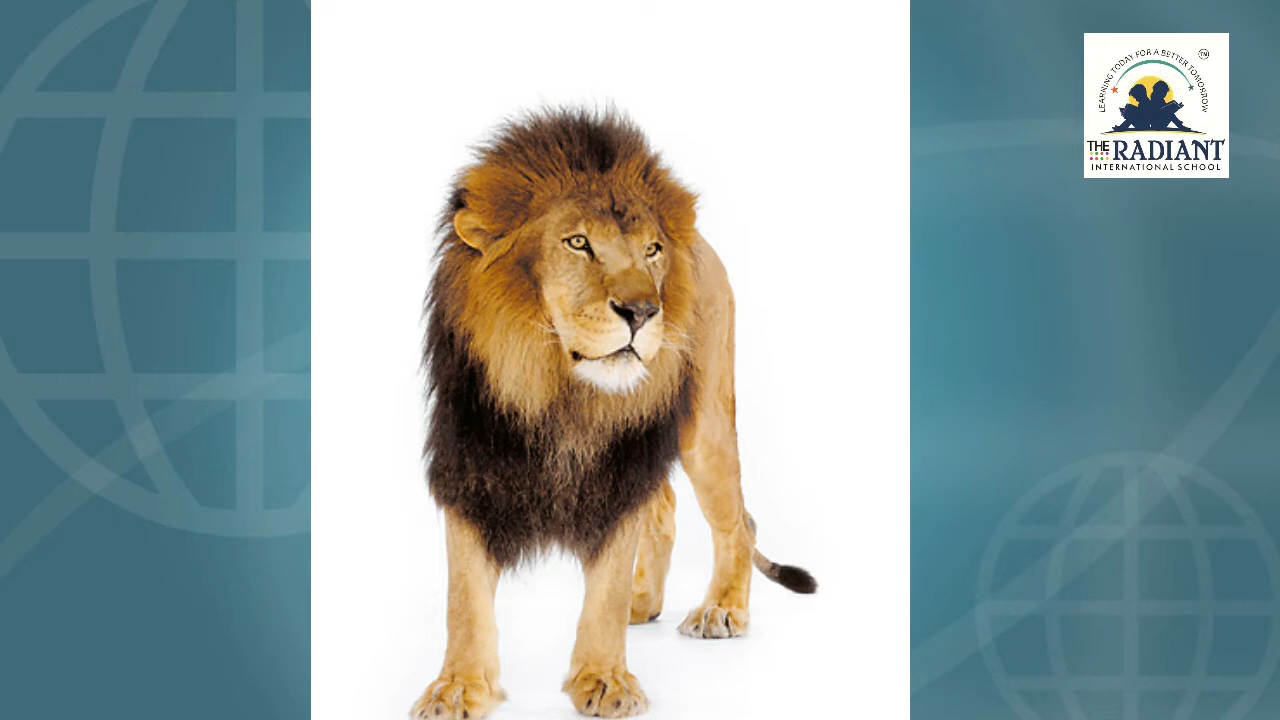 LEARNING TODAY FOR A BETTER TOMORROW
TM
THE RADIANT
INTERNATIONAL SCHOOL